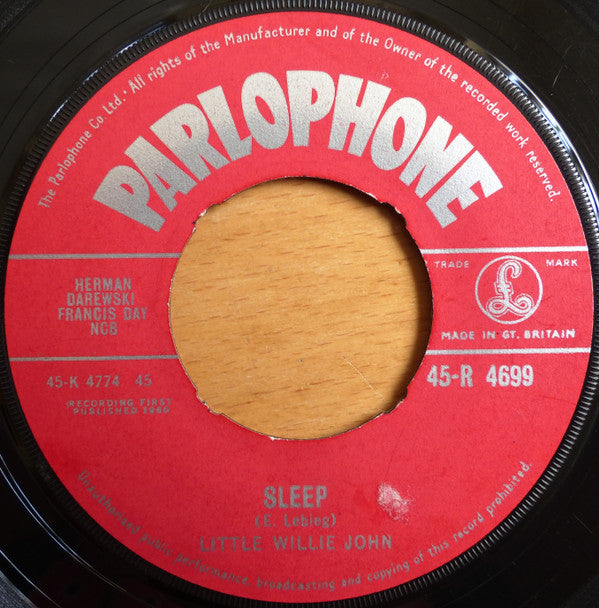 The Parlophone Co. Ltd. · All rights of the Manufacturer and of the Owner of the recorded work reserved.
PARLOPHONE
HERMAN
DAREWSKI
FRANCIS DAY
NCB
TRADE MARK
£
MADE IN GT. BRITAIN
45-K 4774 45
45-R 4699
(RECORDING FIRST
PUBLISHED 1960
SLEEP
(E. Lebieg)
LITTLE WILLIE JOHN
Unauthorised public performance, broadcasting and copying of this record prohibited.